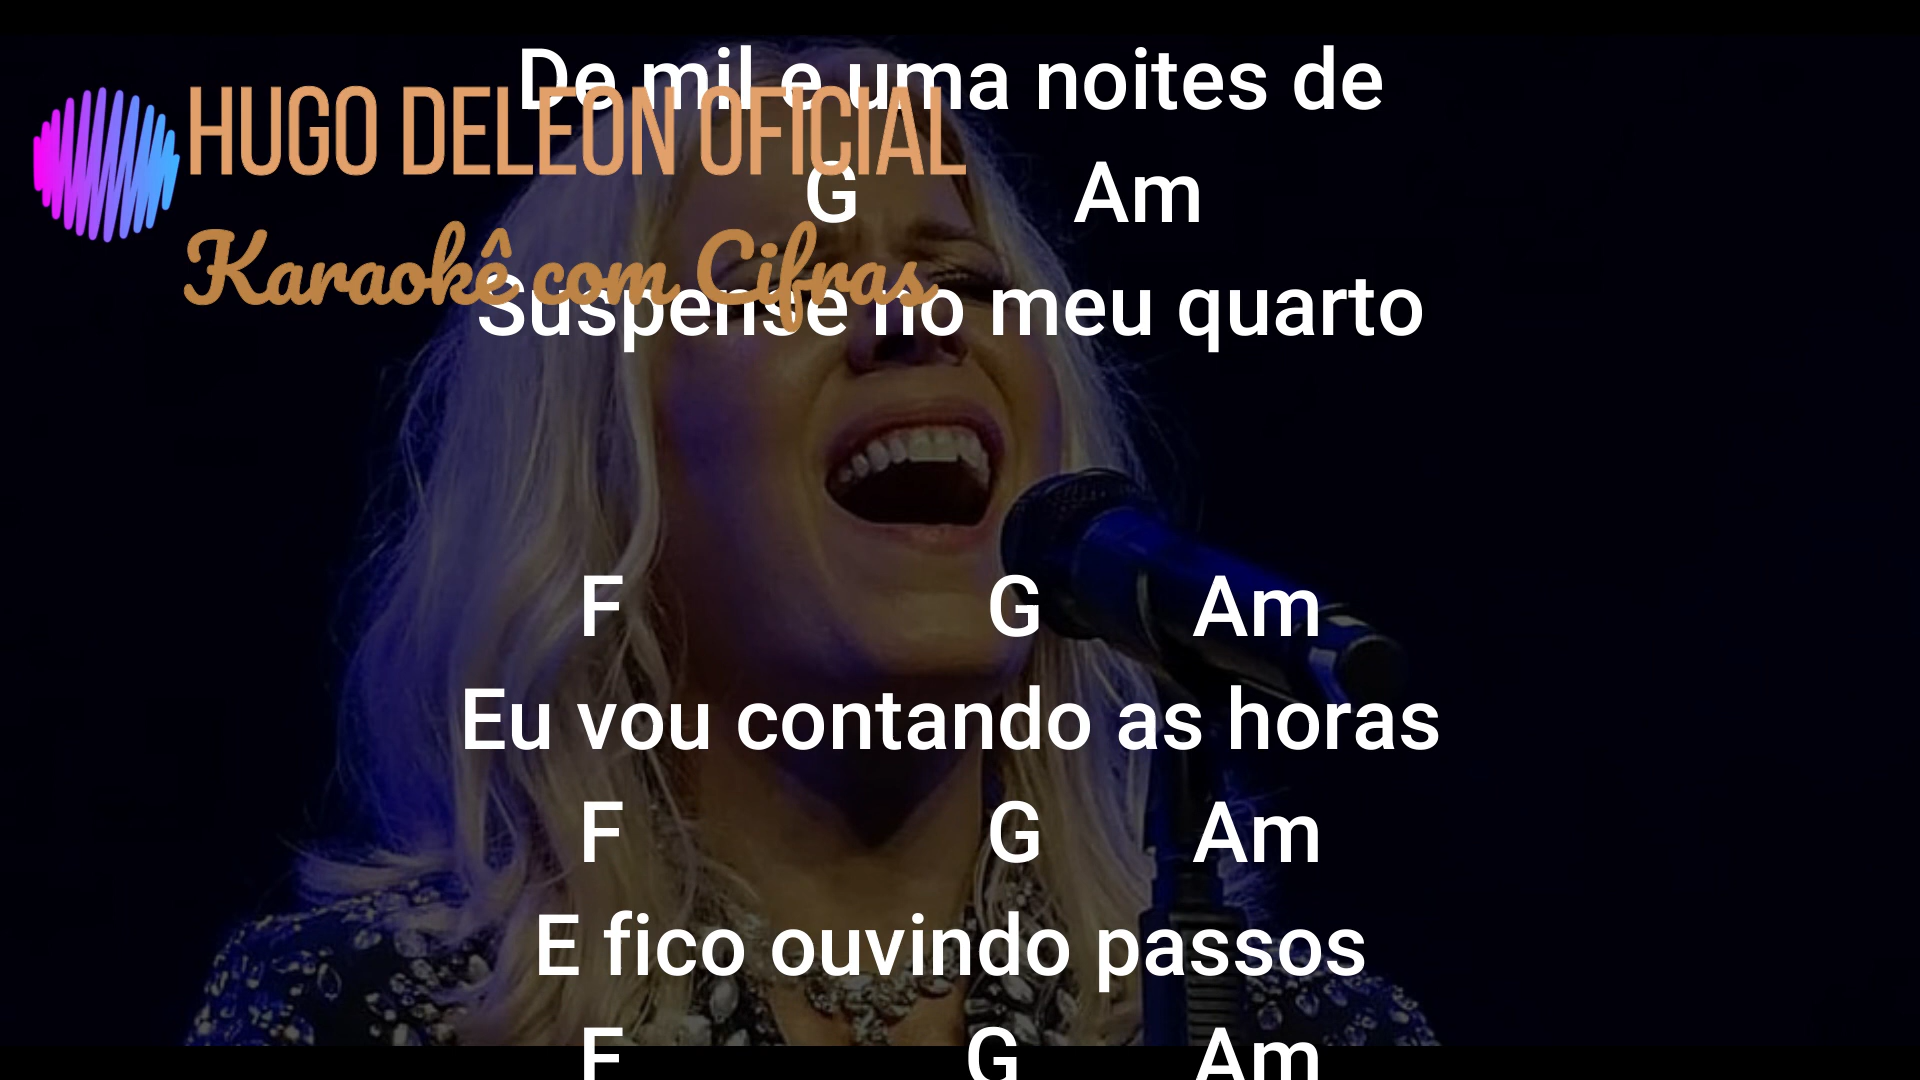 De mil e uma noites de
HUGO DELEON OFICIAL
G Am
Karaokê com Cifras
Suspense no meu quarto
F G Am
Eu vou contando as horas
F G Am
E fico ouvindo passos
F G Am